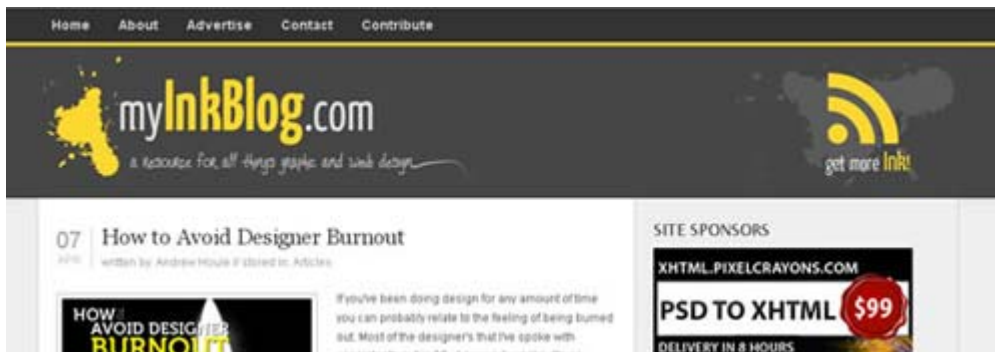 Home About Advertise Contact Contribute
myInkBlog.com
a resource for all things graphic and web design
get more Ink!
07
How to Avoid Designer Burnout
written by: Andrew Houle // stored in: Articles
HOW
AVOID DESIGNER
BURNOUT
If you've been doing design for any amount of time
you can probably relate to the feeling of being burned
out. Most of the designer's that I've spoke with
SITE SPONSORS
XHTML.PIXELCRAYONS.COM
PSD TO XHTML $99
DELIVERY IN 8 HOURS